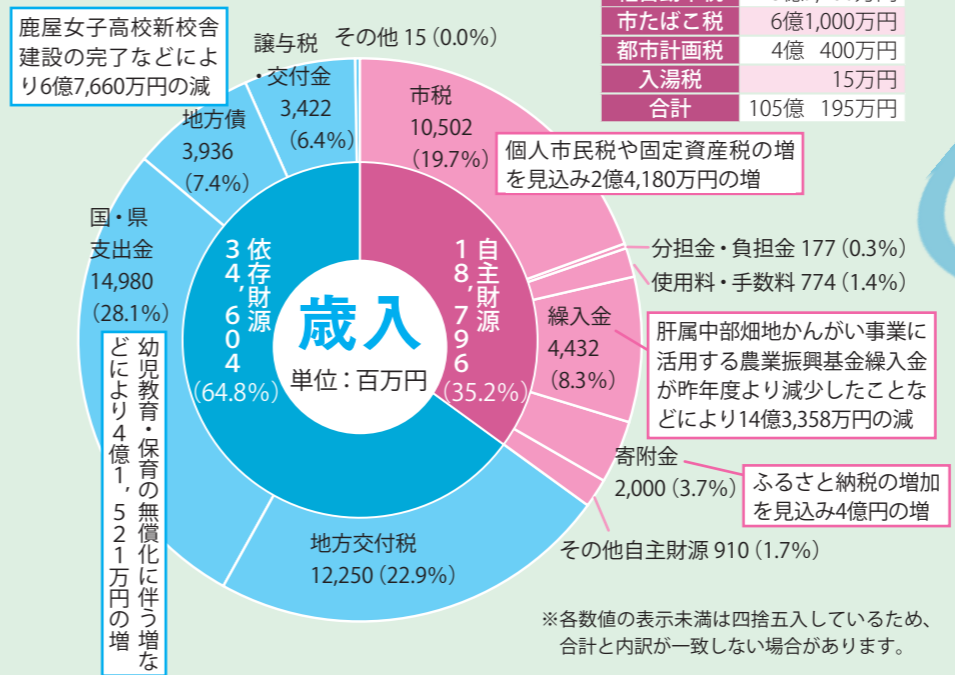 鹿屋女子高校新校舎
建設の完了などによ
り6億7,660万円の減
市たばこ税 6億1,000万円
都市計画税 4億 400万円
入湯税 15万円
合計 105億 195万円
譲与税
・交付金
3,422
(6.4%)
その他 15 (0.0%)
市税
10,502
(19.7%)
個人市民税や固定資産税の増
を見込み2億4,180万円の増
地方債
3,936
(7.4%)
国・県
支出金
14,980
(28.1%)
幼児教育・保育の無償化に伴う増な
どにより4億1,521万円の増
依存財源
34,604
(64.8%)
歳入
単位：百万円
自主財源
18,796
(35.2%)
分担金・負担金 177 (0.3%)
使用料・手数料 774 (1.4%)
繰入金
4,432
(8.3%)
肝属中部畑地かんがい事業に
活用する農業振興基金繰入金
が昨年度より減少したことな
どにより14億3,358万円の減
寄附金
2,000 (3.7%)
ふるさと納税の増加
を見込み4億円の増
その他自主財源 910 (1.7%)
地方交付税
12,250 (22.9%)
※各数値の表示未満は四捨五入しているため、
合計と内訳が一致しない場合があります。